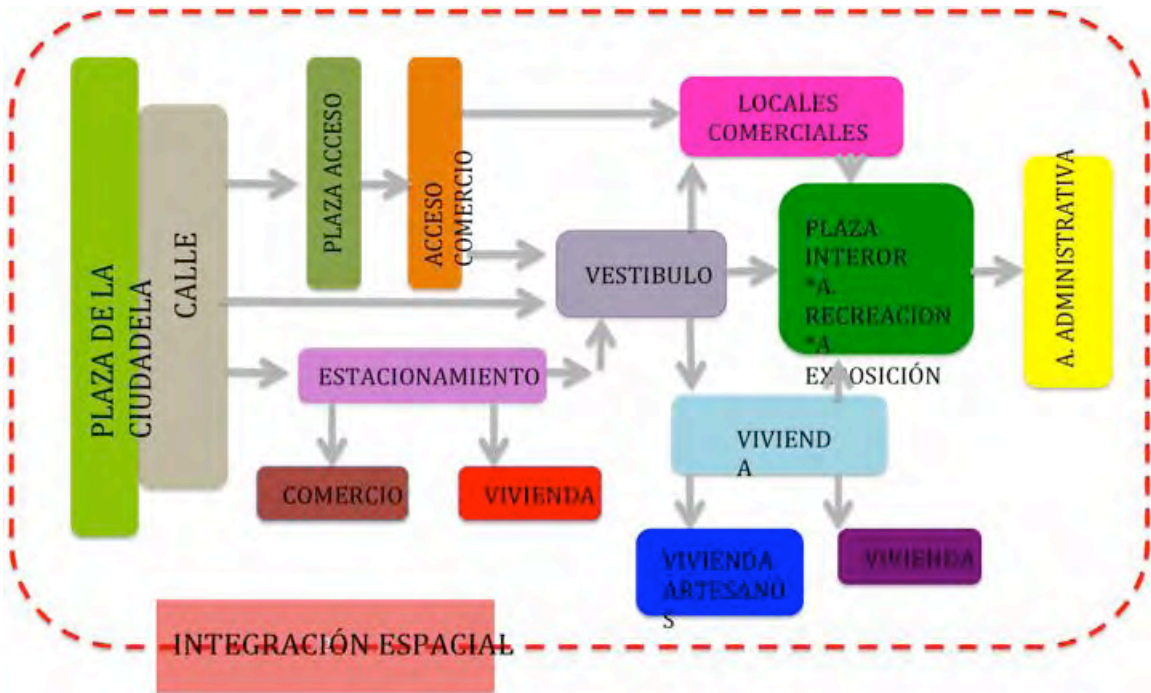 PLAZA DE LA
CIUDADELA
CALLE
PLAZA ACCESO
ACCESO
COMERCIO
LOCALES
COMERCIALES
VESTIBULO
PLAZA
INTEROR
*A.
RECREACION
*A
EXPOSICIÓN
A. ADMINISTRATIVA
ESTACIONAMIENTO
COMERCIO
VIVIENDA
VIVIEND
A
VIVIENDA
ARTESANO
S
VIVIENDA
INTEGRACIÓN ESPACIAL